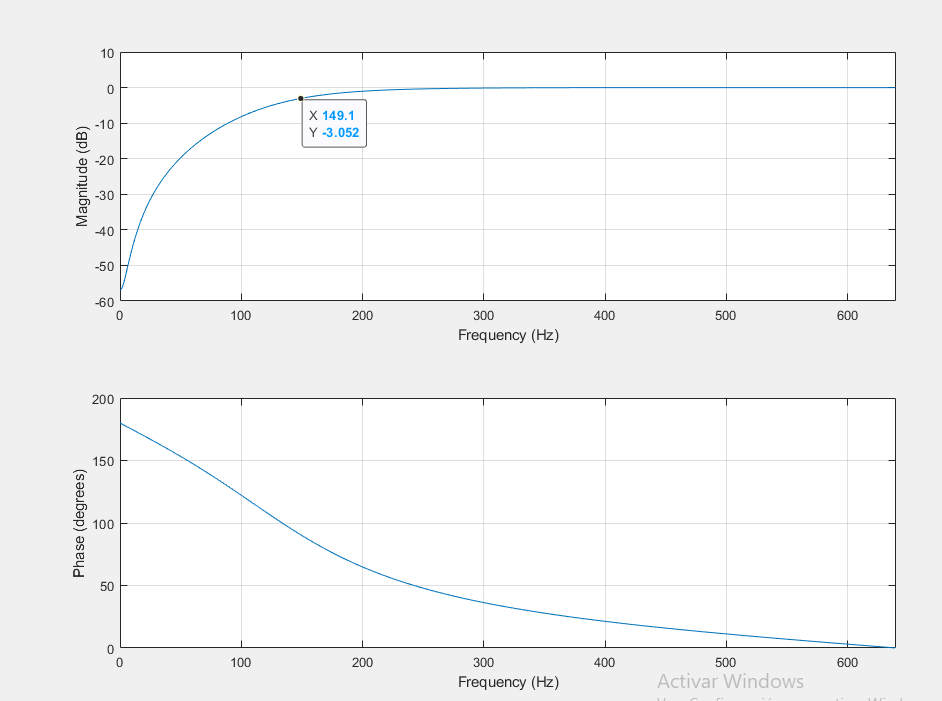 10
0
-10
-20
-30
-40
-50
-60
Magnitude (dB)
X 149.1
Y -3.052
0 100 200 300 400 500 600
Frequency (Hz)
200
150
100
50
0
Phase (degrees)
0 100 200 300 400 500 600
Frequency (Hz)
Activar Windows